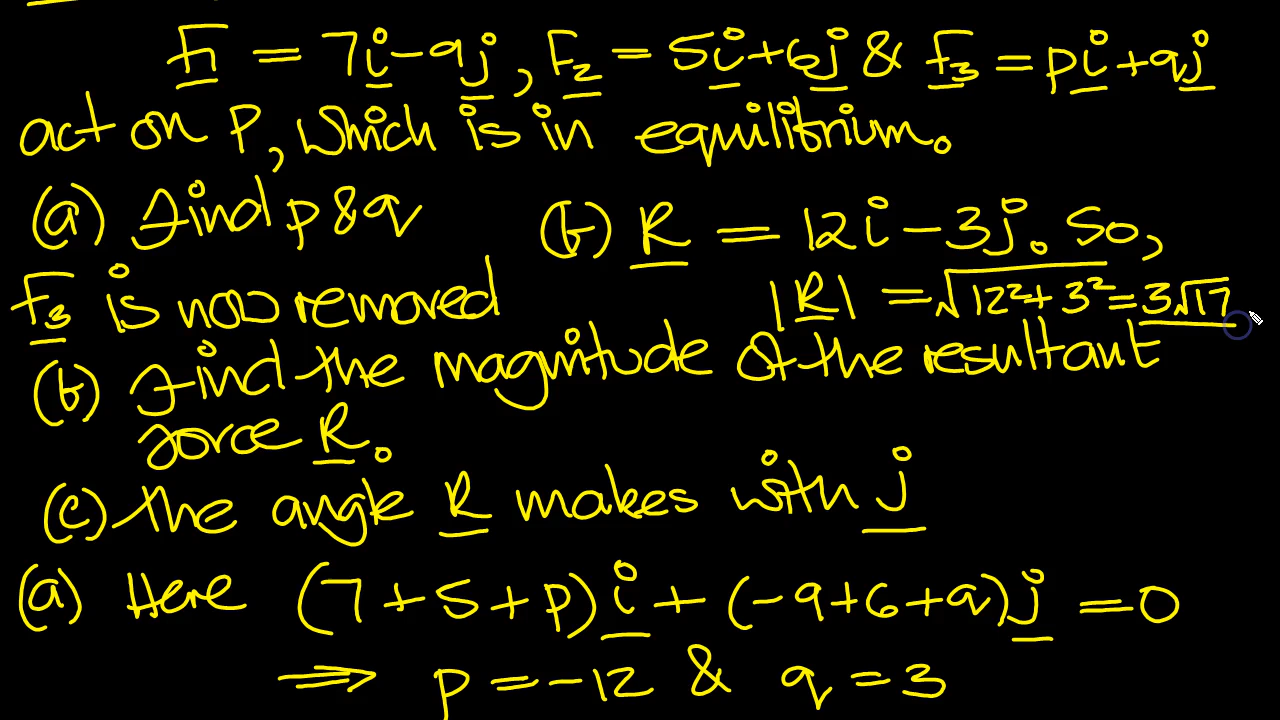 F1 = 7i - 9j, F2 = 5i + 6j & F3 = pi + qj
act on P, which is in equilibrium.
(a) find p & q
(b) R = 12i - 3j. So,
F3 is now removed
|R| = √12² + 3² = 3√17
(b) find the magnitude of the resultant
force R.
(c) the angle R makes with j
(a) Here (7 + 5 + p)i + (-9 + 6 + q)j = 0
⇒ p = -12 & q = 3